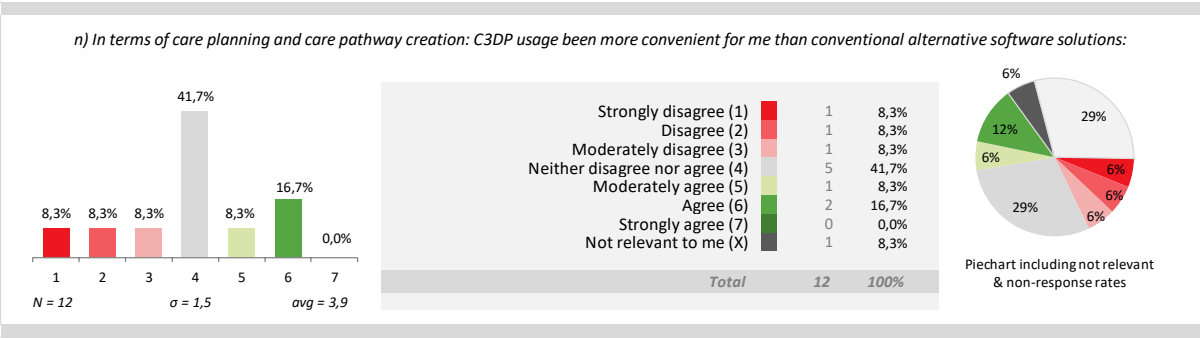 n) In terms of care planning and care pathway creation: C3DP usage been more convenient for me than conventional alternative software solutions:
8,3% 8,3% 8,3% 41,7% 8,3% 16,7% 0,0%
1 2 3 4 5 6 7
N = 12 σ = 1,5 avg = 3,9
Strongly disagree (1) 1 8,3%
Disagree (2) 1 8,3%
Moderately disagree (3) 1 8,3%
Neither disagree nor agree (4) 5 41,7%
Moderately agree (5) 1 8,3%
Agree (6) 2 16,7%
Strongly agree (7) 0 0,0%
Not relevant to me (X) 1 8,3%
Total 12 100%
6%
29%
12%
6%
6%
6%
29%
6%
Piechart including not relevant
& non-response rates